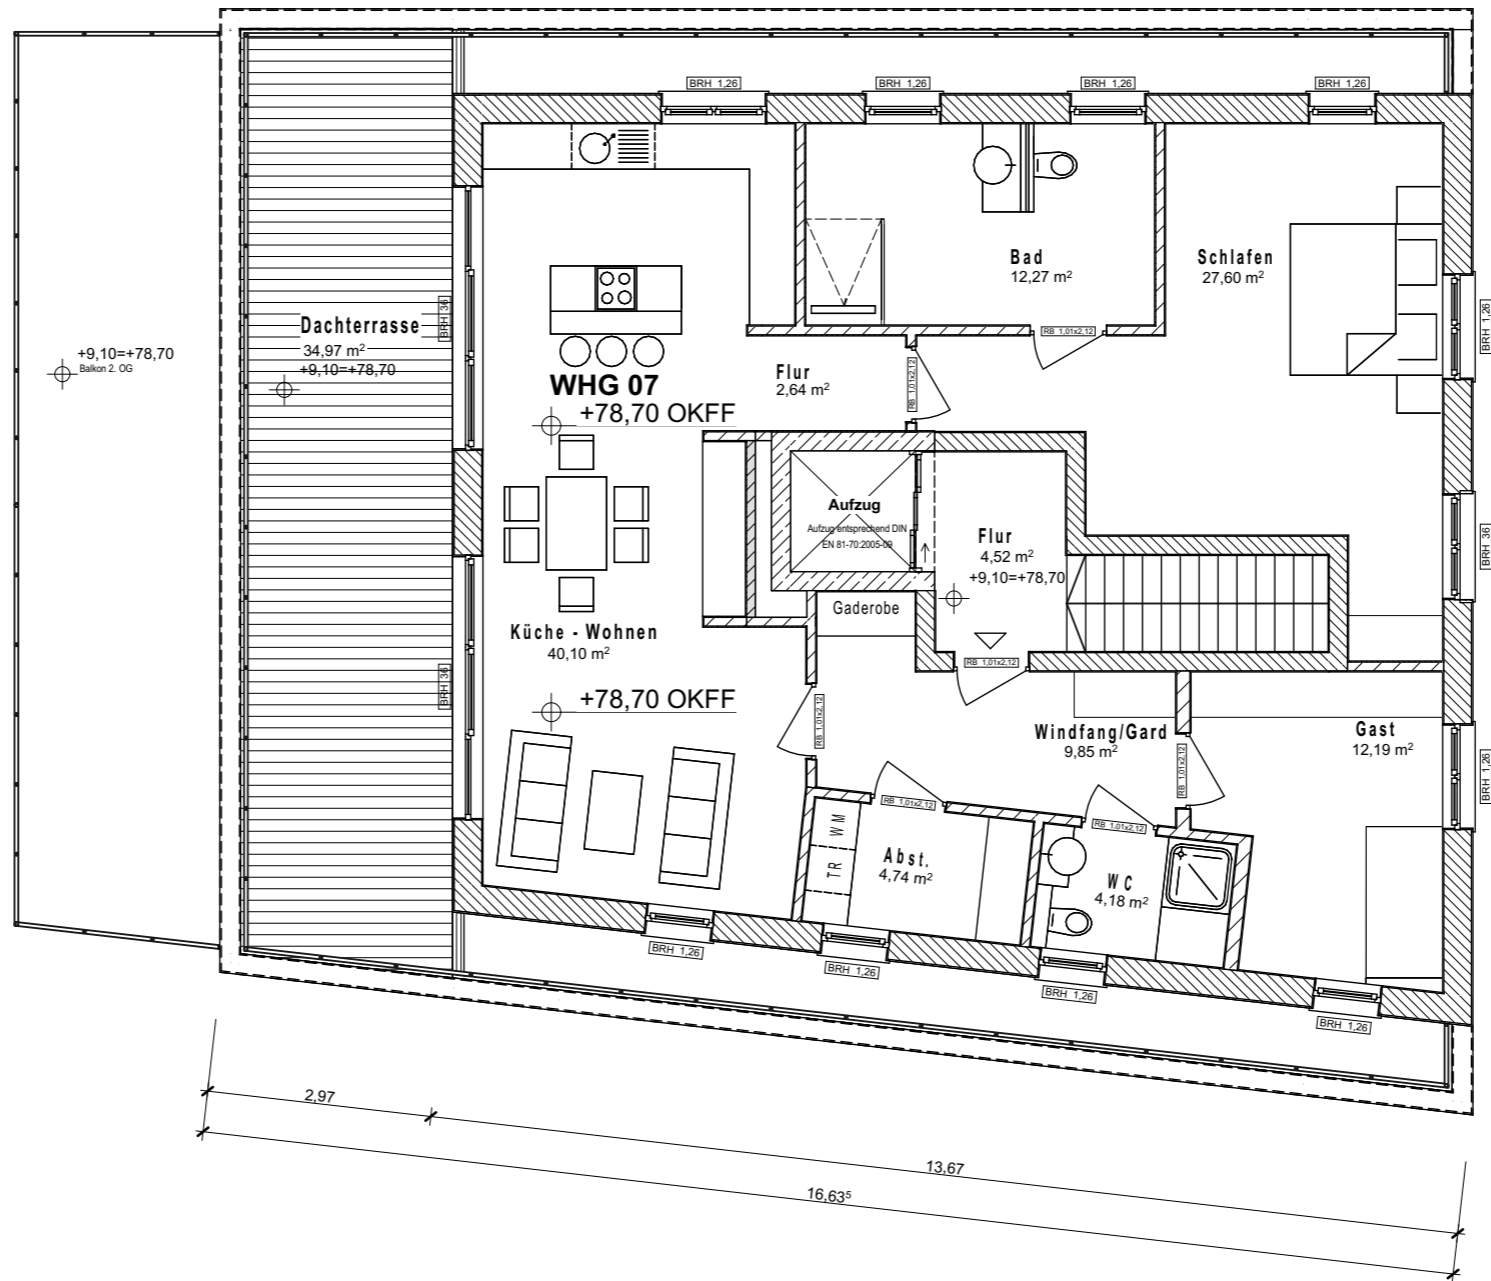 BRH 1,26
BRH 1,26
BRH 1,26
BRH 1,26
Bad
12,27 m²
Schlafen
27,60 m²
BRH 36
Dachterrasse
34,97 m²
+9,10=+78,70
+9,10=+78,70
Balkon 2. OG
BRH 1,26
RB 1,01x2,12
Flur
2,64 m²
RB 1,01x2,12
WHG 07
+78,70 OKFF
Aufzug
Aufzug entsprechend DIN
EN 81-70:2005-09
Flur
4,52 m²
+9,10=+78,70
BRH 36
Gaderobe
Küche - Wohnen
40,10 m²
RB 1,01x2,12
BRH 36
+78,70 OKFF
RB 1,01x2,12
Windfang/Gard
9,85 m²
RB 1,01x2,12
Gast
12,19 m²
BRH 1,26
RB 1,01x2,12
RB 1,01x2,12
WM
TR
Abst.
4,74 m²
WC
4,18 m²
BRH 1,26
BRH 1,26
BRH 1,26
BRH 1,26
2,97
13,67
16,63⁵